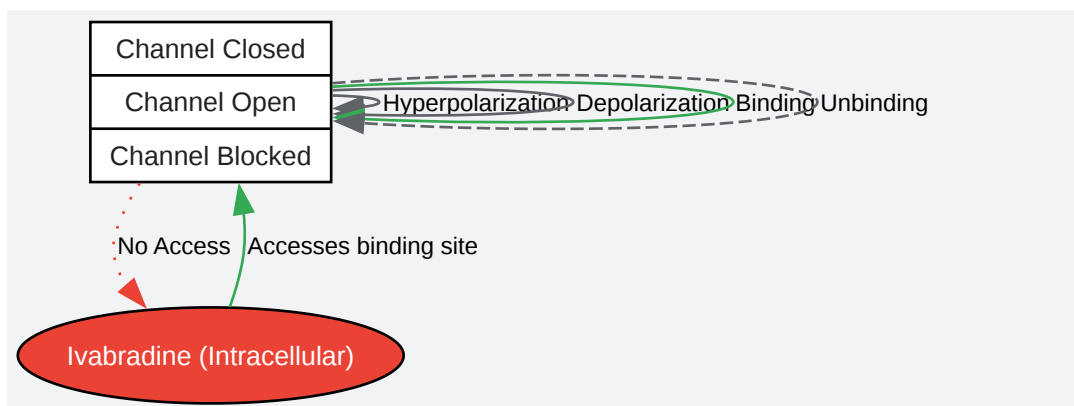 Channel Closed
Channel Open
Hyperpolarization Depolarization Binding Unbinding
Channel Blocked
No Access Accesses binding site
Ivabradine (Intracellular)